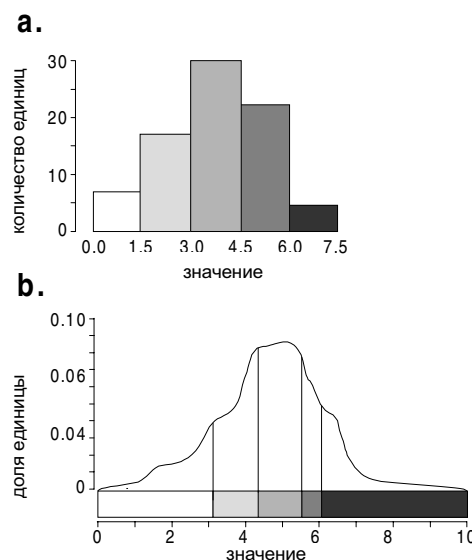 a.
количество единиц
30
20
10
0
0.0 1.5 3.0 4.5 6.0 7.5
значение
b.
доля единицы
0.10
0.06
0.04
0
0 2 4 6 8 10
значение